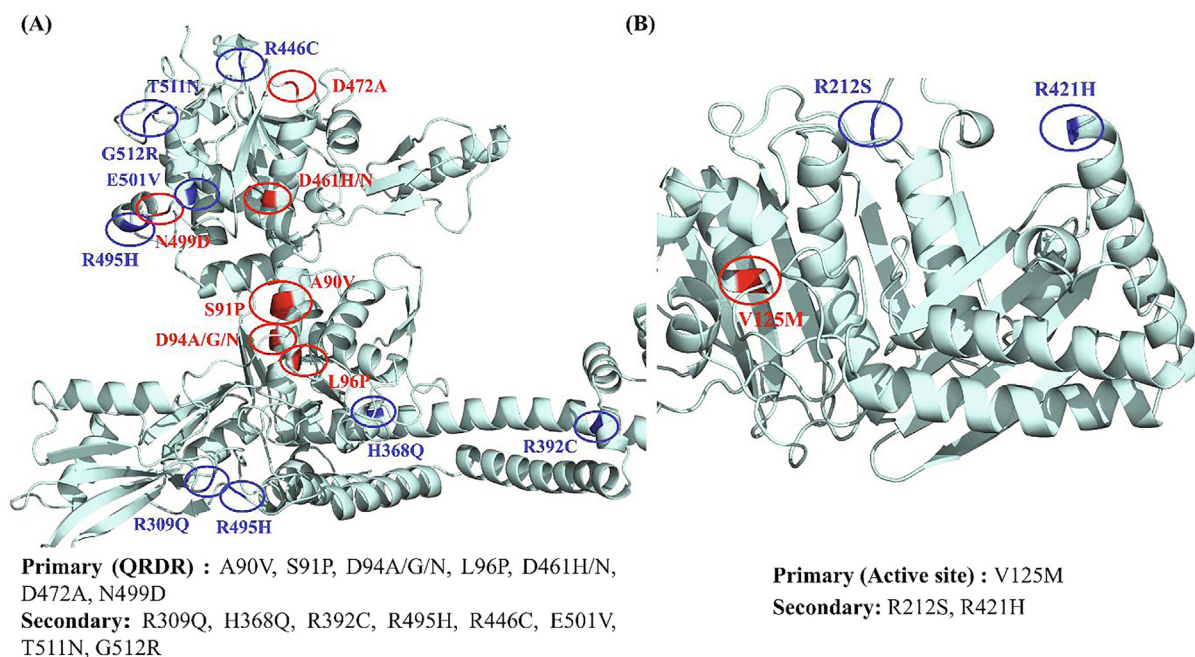 (A)
R446C
D472A
T511N
G512R
E501V
D461H/N
N499D
R495H
A90V
S91P
D94A/G/N
L96P
H368Q
R392C
R309Q
R495H
Primary (QRDR) : A90V, S91P, D94A/G/N, L96P, D461H/N,
D472A, N499D
Secondary: R309Q, H368Q, R392C, R495H, R446C, E501V,
T511N, G512R
(B)
R212S
R421H
V125M
Primary (Active site) : V125M
Secondary: R212S, R421H